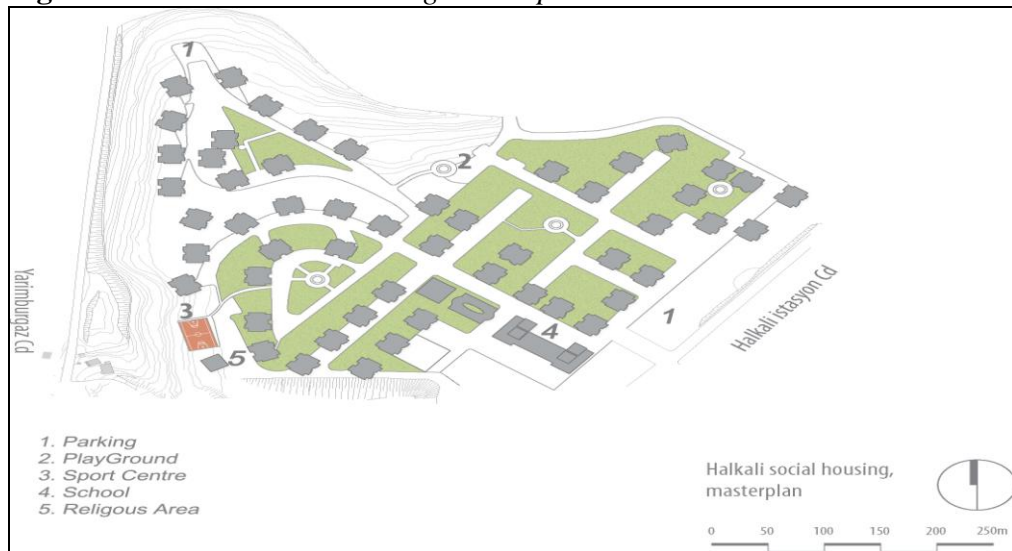 1
2
Yarimburgaz Cd
3
5
4
1
Halkali istasyon Cd
1. Parking
2. PlayGround
3. Sport Centre
4. School
5. Religous Area
Halkali social housing,
masterplan
0 50 100 150 200 250m